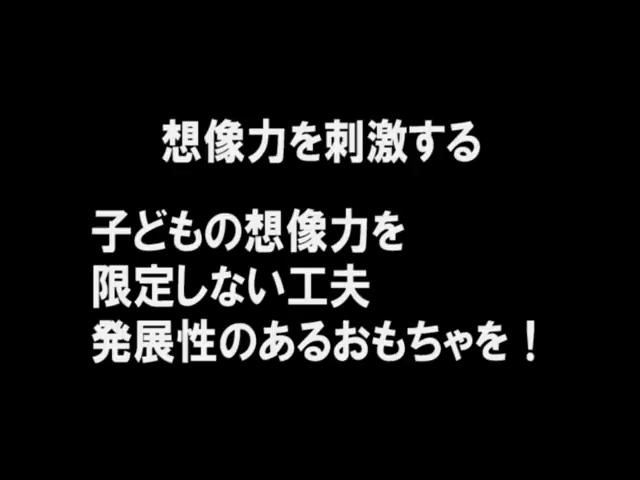 想像力を刺激する
子どもの想像力を
限定しない工夫
発展性のあるおもちゃを！